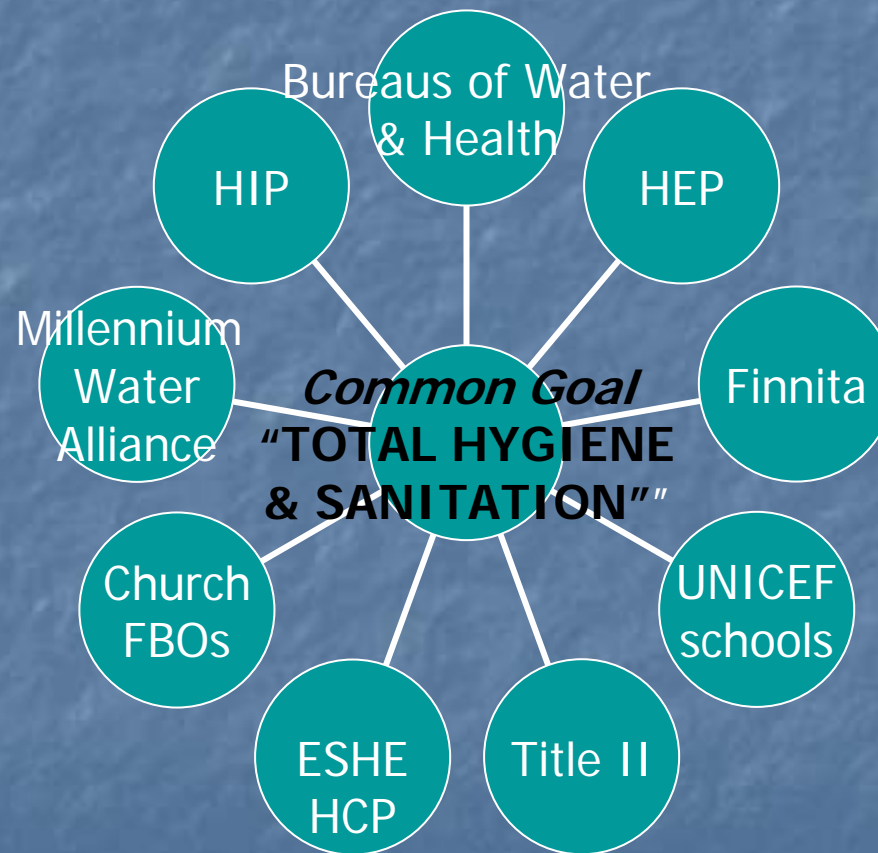 Bureaus of Water
& Health
HIP
HEP
Millennium
Water
Alliance
Common Goal
“TOTAL HYGIENE
& SANITATION””
Finnita
Church
FBOs
UNICEF
schools
ESHE
HCP
Title II